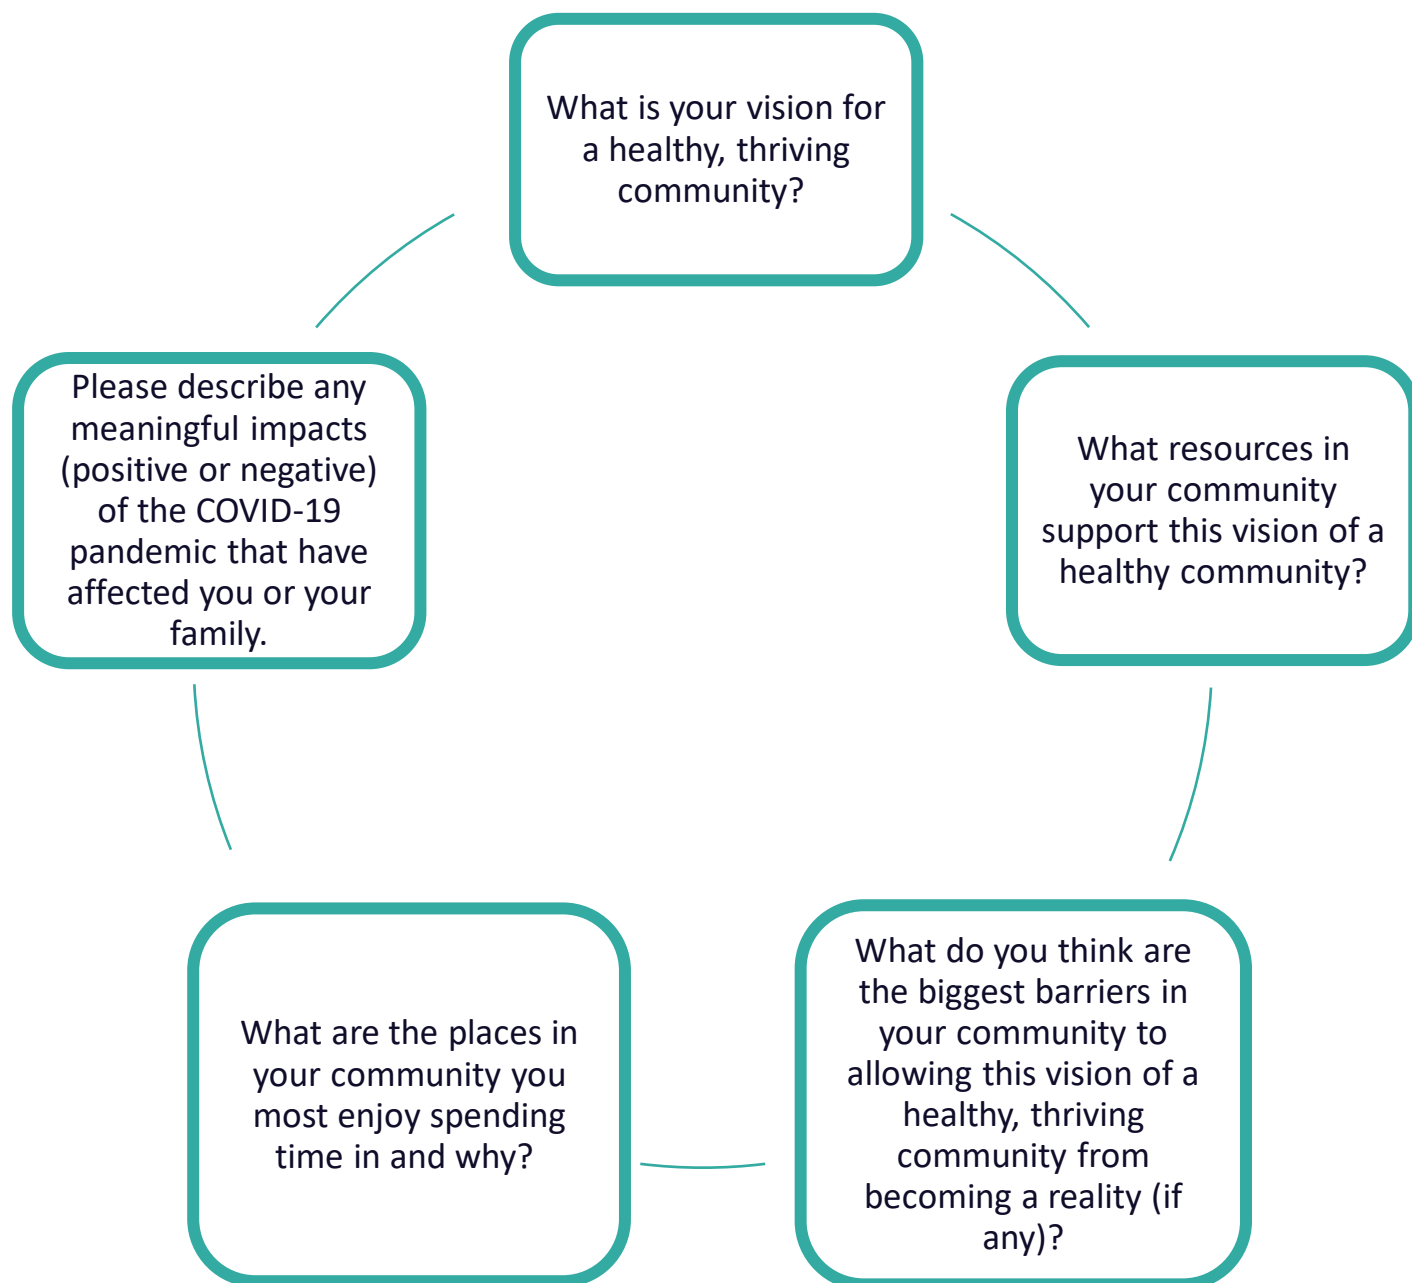 What is your vision for
a healthy, thriving
community?
What resources in
your community
support this vision of a
healthy community?
What do you think are
the biggest barriers in
your community to
allowing this vision of a
healthy, thriving
community from
becoming a reality (if
any)?
What are the places in
your community you
most enjoy spending
time in and why?
Please describe any
meaningful impacts
(positive or negative)
of the COVID-19
pandemic that have
affected you or your
family.